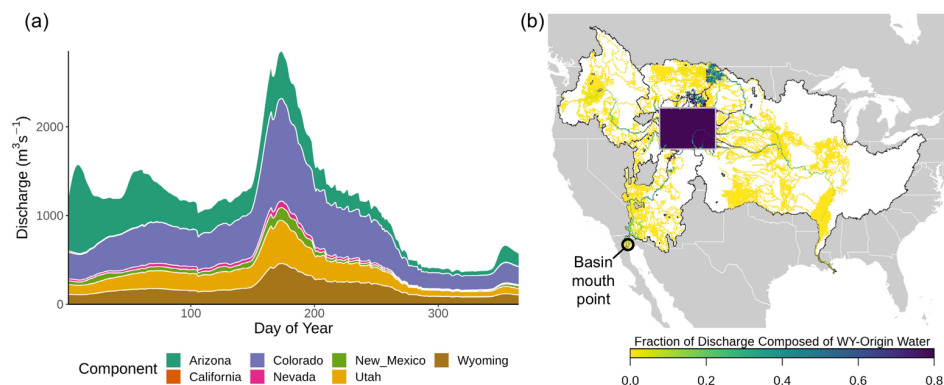 (a)
Discharge (m³s⁻¹)
2000
1000
0
100
200
300
Day of Year
Component
Arizona
Colorado
New_Mexico
Wyoming
California
Nevada
Utah
(b)
Basin
mouth
point
Fraction of Discharge Composed of WY-Origin Water
0.0
0.2
0.4
0.6
0.8